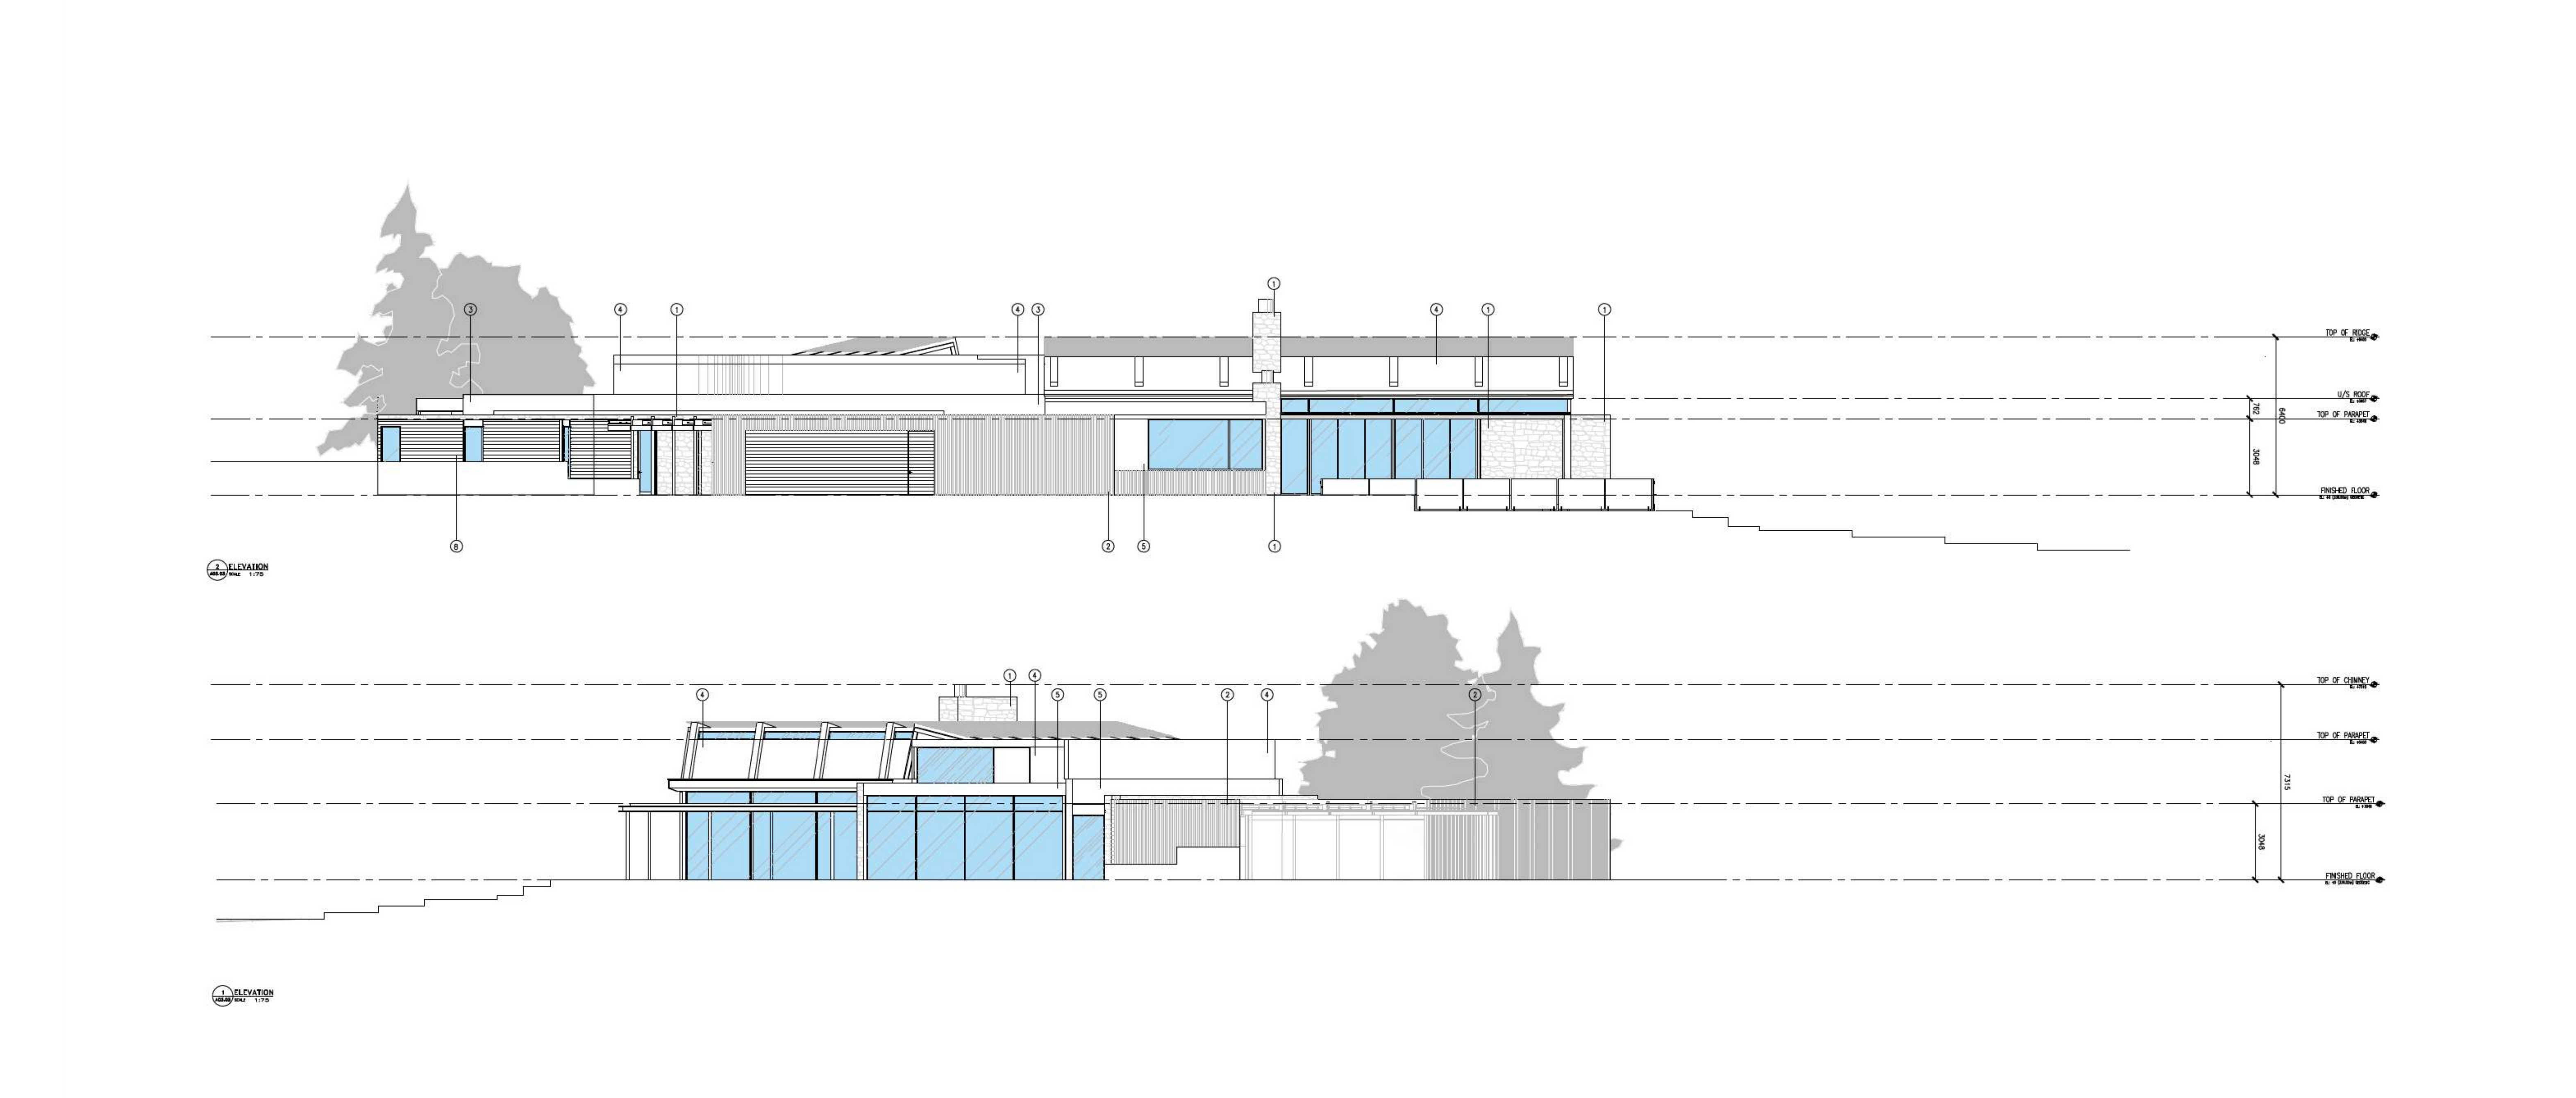 1
3
4
1
4
3
4
1
1
TOP OF RIDGE
U/S ROOF
TOP OF PARAPET
762
6400
3048
FINISHED FLOOR
8
2
5
1
2 ELEVATION
SCALE 1:75
1
4
4
5
5
2
4
2
TOP OF CHIMNEY
TOP OF PARAPET
7315
TOP OF PARAPET
3048
FINISHED FLOOR
1 ELEVATION
SCALE 1:75